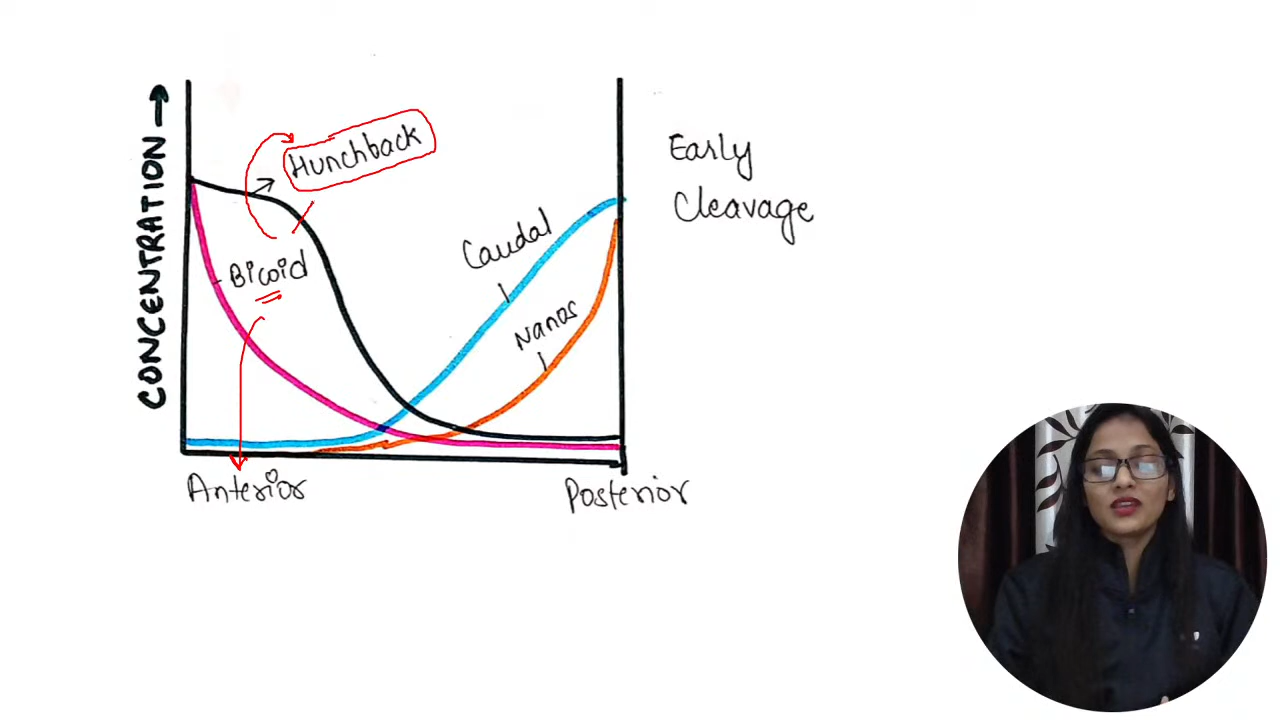 CONCENTRATION →
Hunchback
Bicoid
Caudal
Nanos
Anterior
Posterior
Early
Cleavage